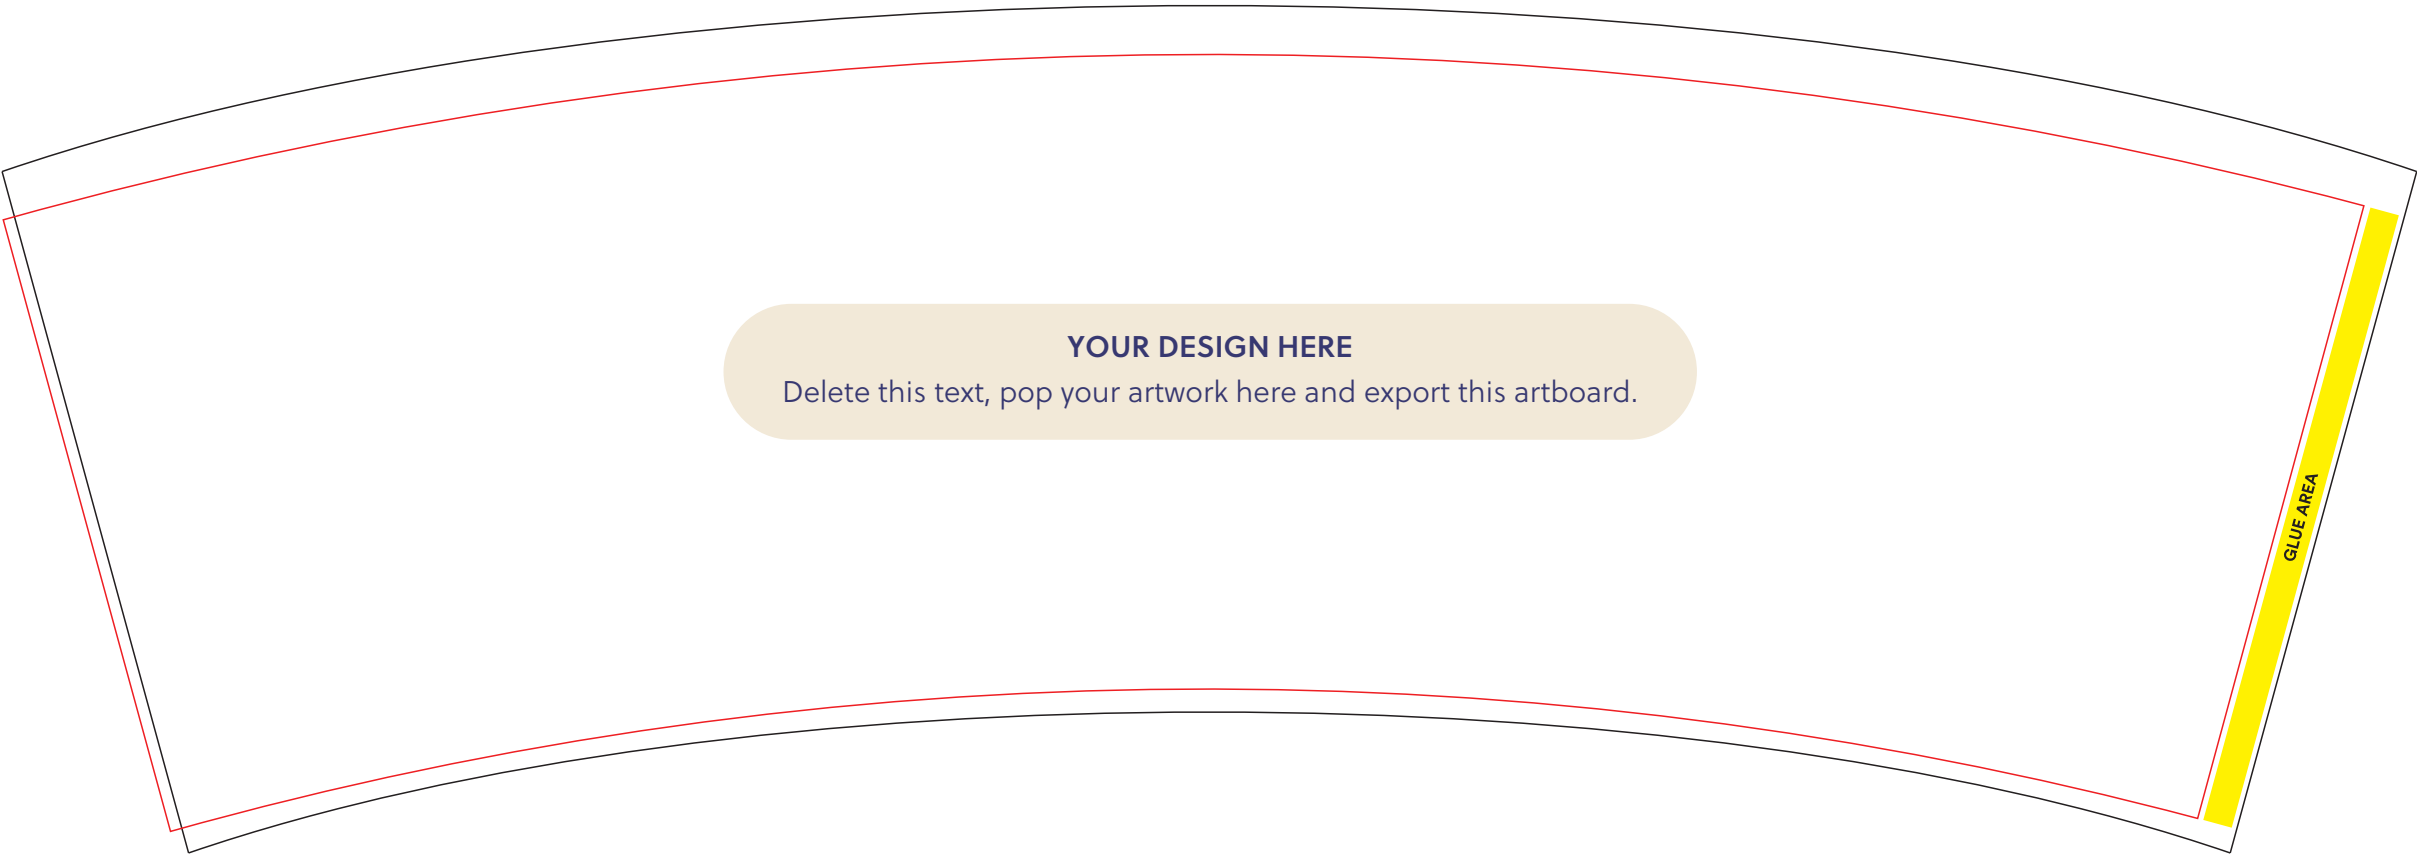 YOUR DESIGN HERE
Delete this text, pop your artwork here and export this artboard.
GLUE AREA